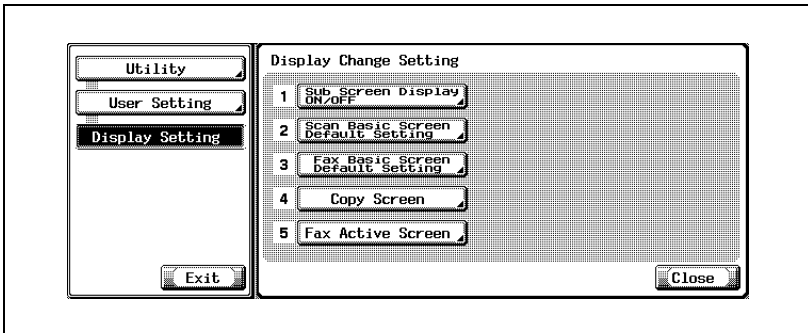 Utility
User Setting
Display Setting
Exit
Display Change Setting
1 Sub Screen Display
ON/OFF
2 Scan Basic Screen
Default Setting
3 Fax Basic Screen
Default Setting
4 Copy Screen
5 Fax Active Screen
Close